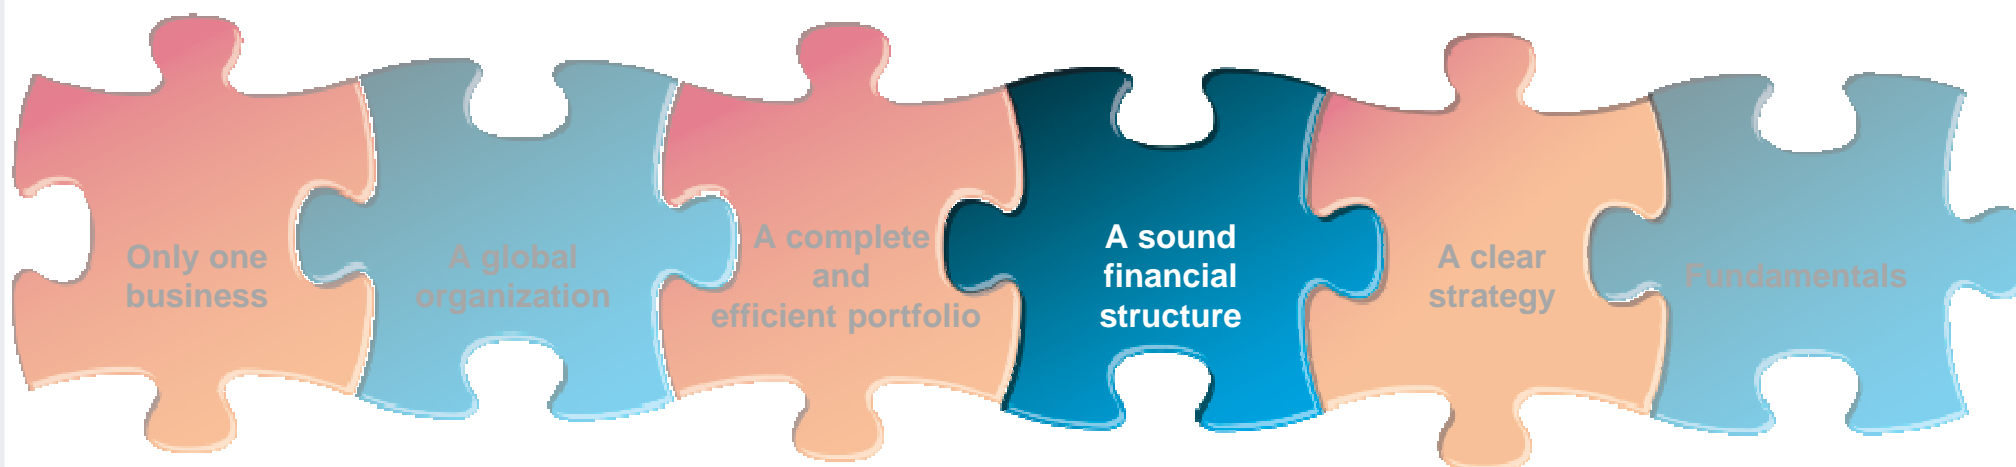 Only one
business
A global
organization
A complete
and
efficient portfolio
A sound
financial
structure
A clear
strategy
Fundamentals